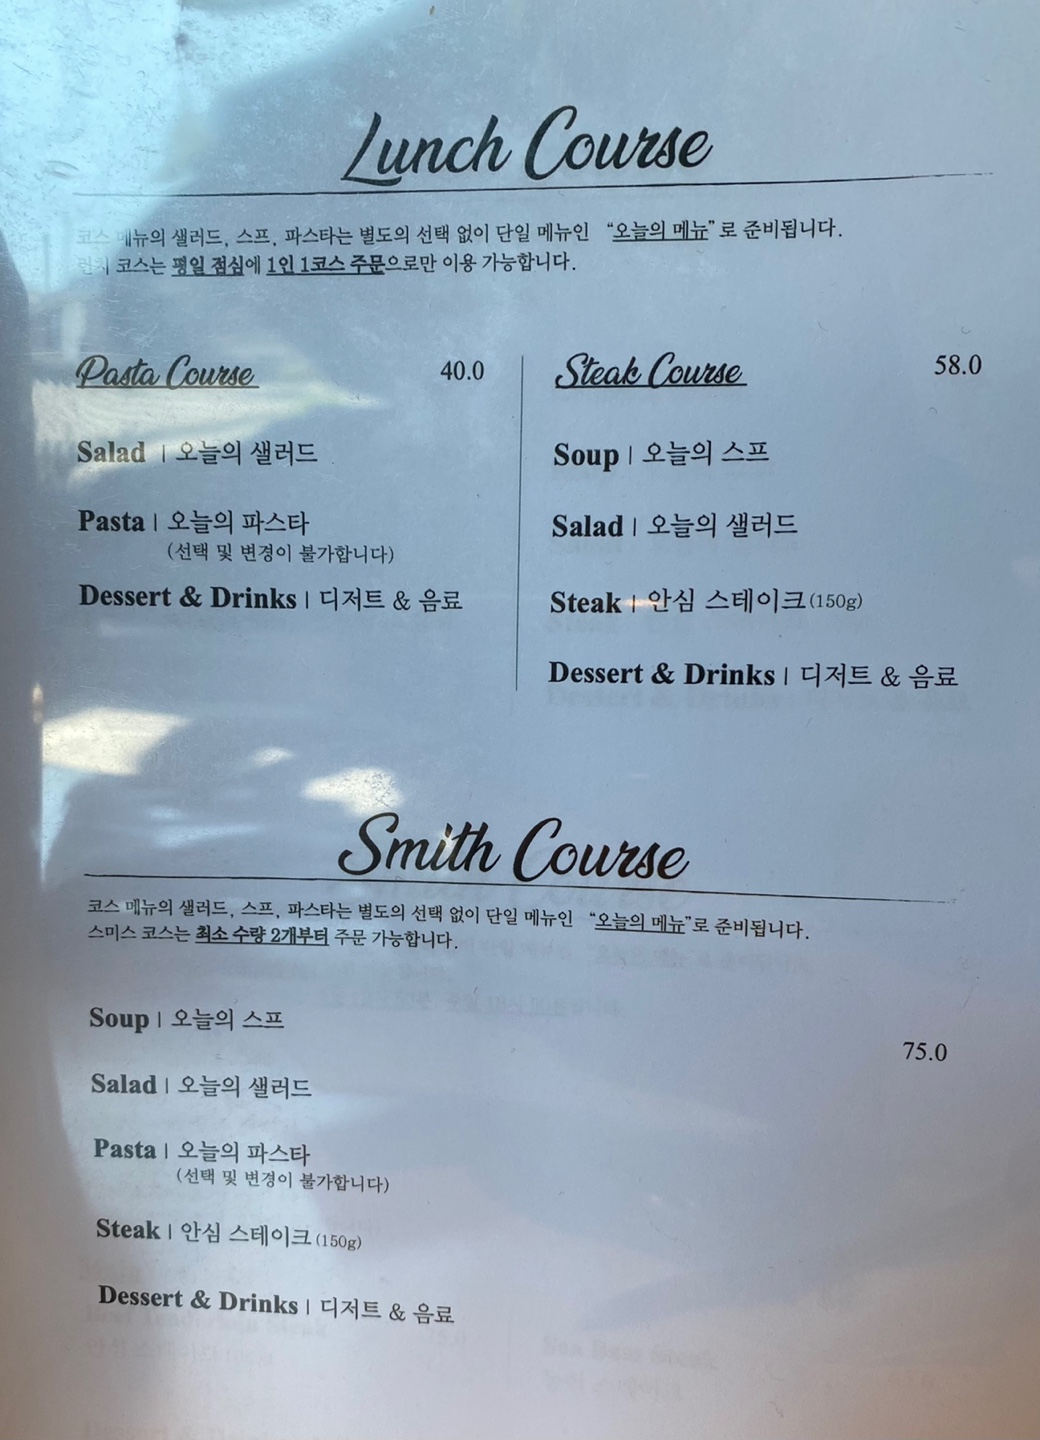 Lunch Course
코스 메뉴의 샐러드, 스프, 파스타는 별도의 선택 없이 단일 메뉴인 “오늘의 메뉴”로 준비됩니다.
런치 코스는 평일 점심에 1인 1코스 주문으로만 이용 가능합니다.
Pasta Course 40.0
Salad | 오늘의 샐러드
Pasta | 오늘의 파스타
(선택 및 변경이 불가합니다)
Dessert & Drinks | 디저트 & 음료
Steak Course 58.0
Soup | 오늘의 스프
Salad | 오늘의 샐러드
Steak | 안심 스테이크(150g)
Dessert & Drinks | 디저트 & 음료
Smith Course
코스 메뉴의 샐러드, 스프, 파스타는 별도의 선택 없이 단일 메뉴인 “오늘의 메뉴”로 준비됩니다.
스미스 코스는 최소 수량 2개부터 주문 가능합니다.
Soup | 오늘의 스프
75.0
Salad | 오늘의 샐러드
Pasta | 오늘의 파스타
(선택 및 변경이 불가합니다)
Steak | 안심 스테이크(150g)
Dessert & Drinks | 디저트 & 음료